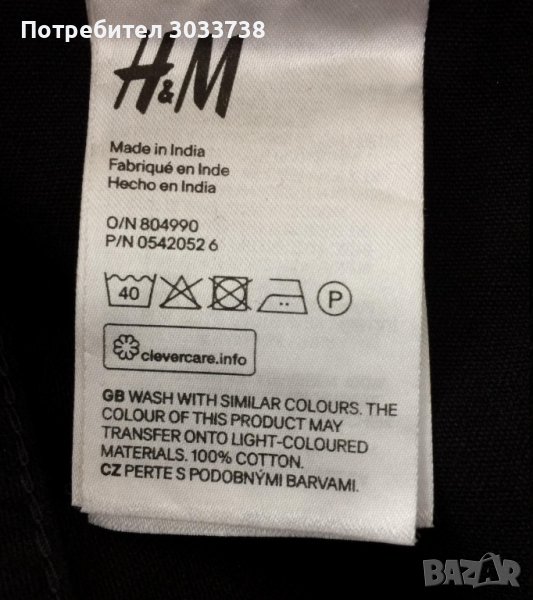 Потребител 3033738
H&M
Made in India
Fabriqué en Inde
Hecho en India
O/N 804990
P/N 0542052 6
40
P
clevercare.info
GB WASH WITH SIMILAR COLOURS. THE
COLOUR OF THIS PRODUCT MAY
TRANSFER ONTO LIGHT-COLOURED
MATERIALS. 100% COTTON.
CZ PERTE S PODOBNÝMI BARVAMI.
BAZAR